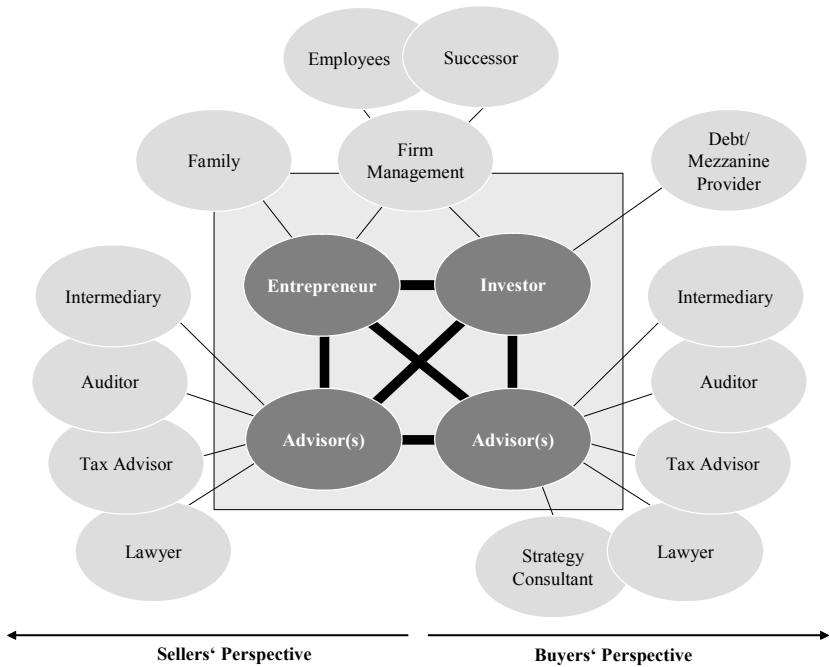 Employees
Successor
Family
Firm
Management
Debt/
Mezzanine
Provider
Entrepreneur
Investor
Intermediary
Intermediary
Auditor
Auditor
Advisor(s)
Advisor(s)
Tax Advisor
Tax Advisor
Lawyer
Strategy
Consultant
Lawyer
Sellers‘ Perspective
Buyers‘ Perspective